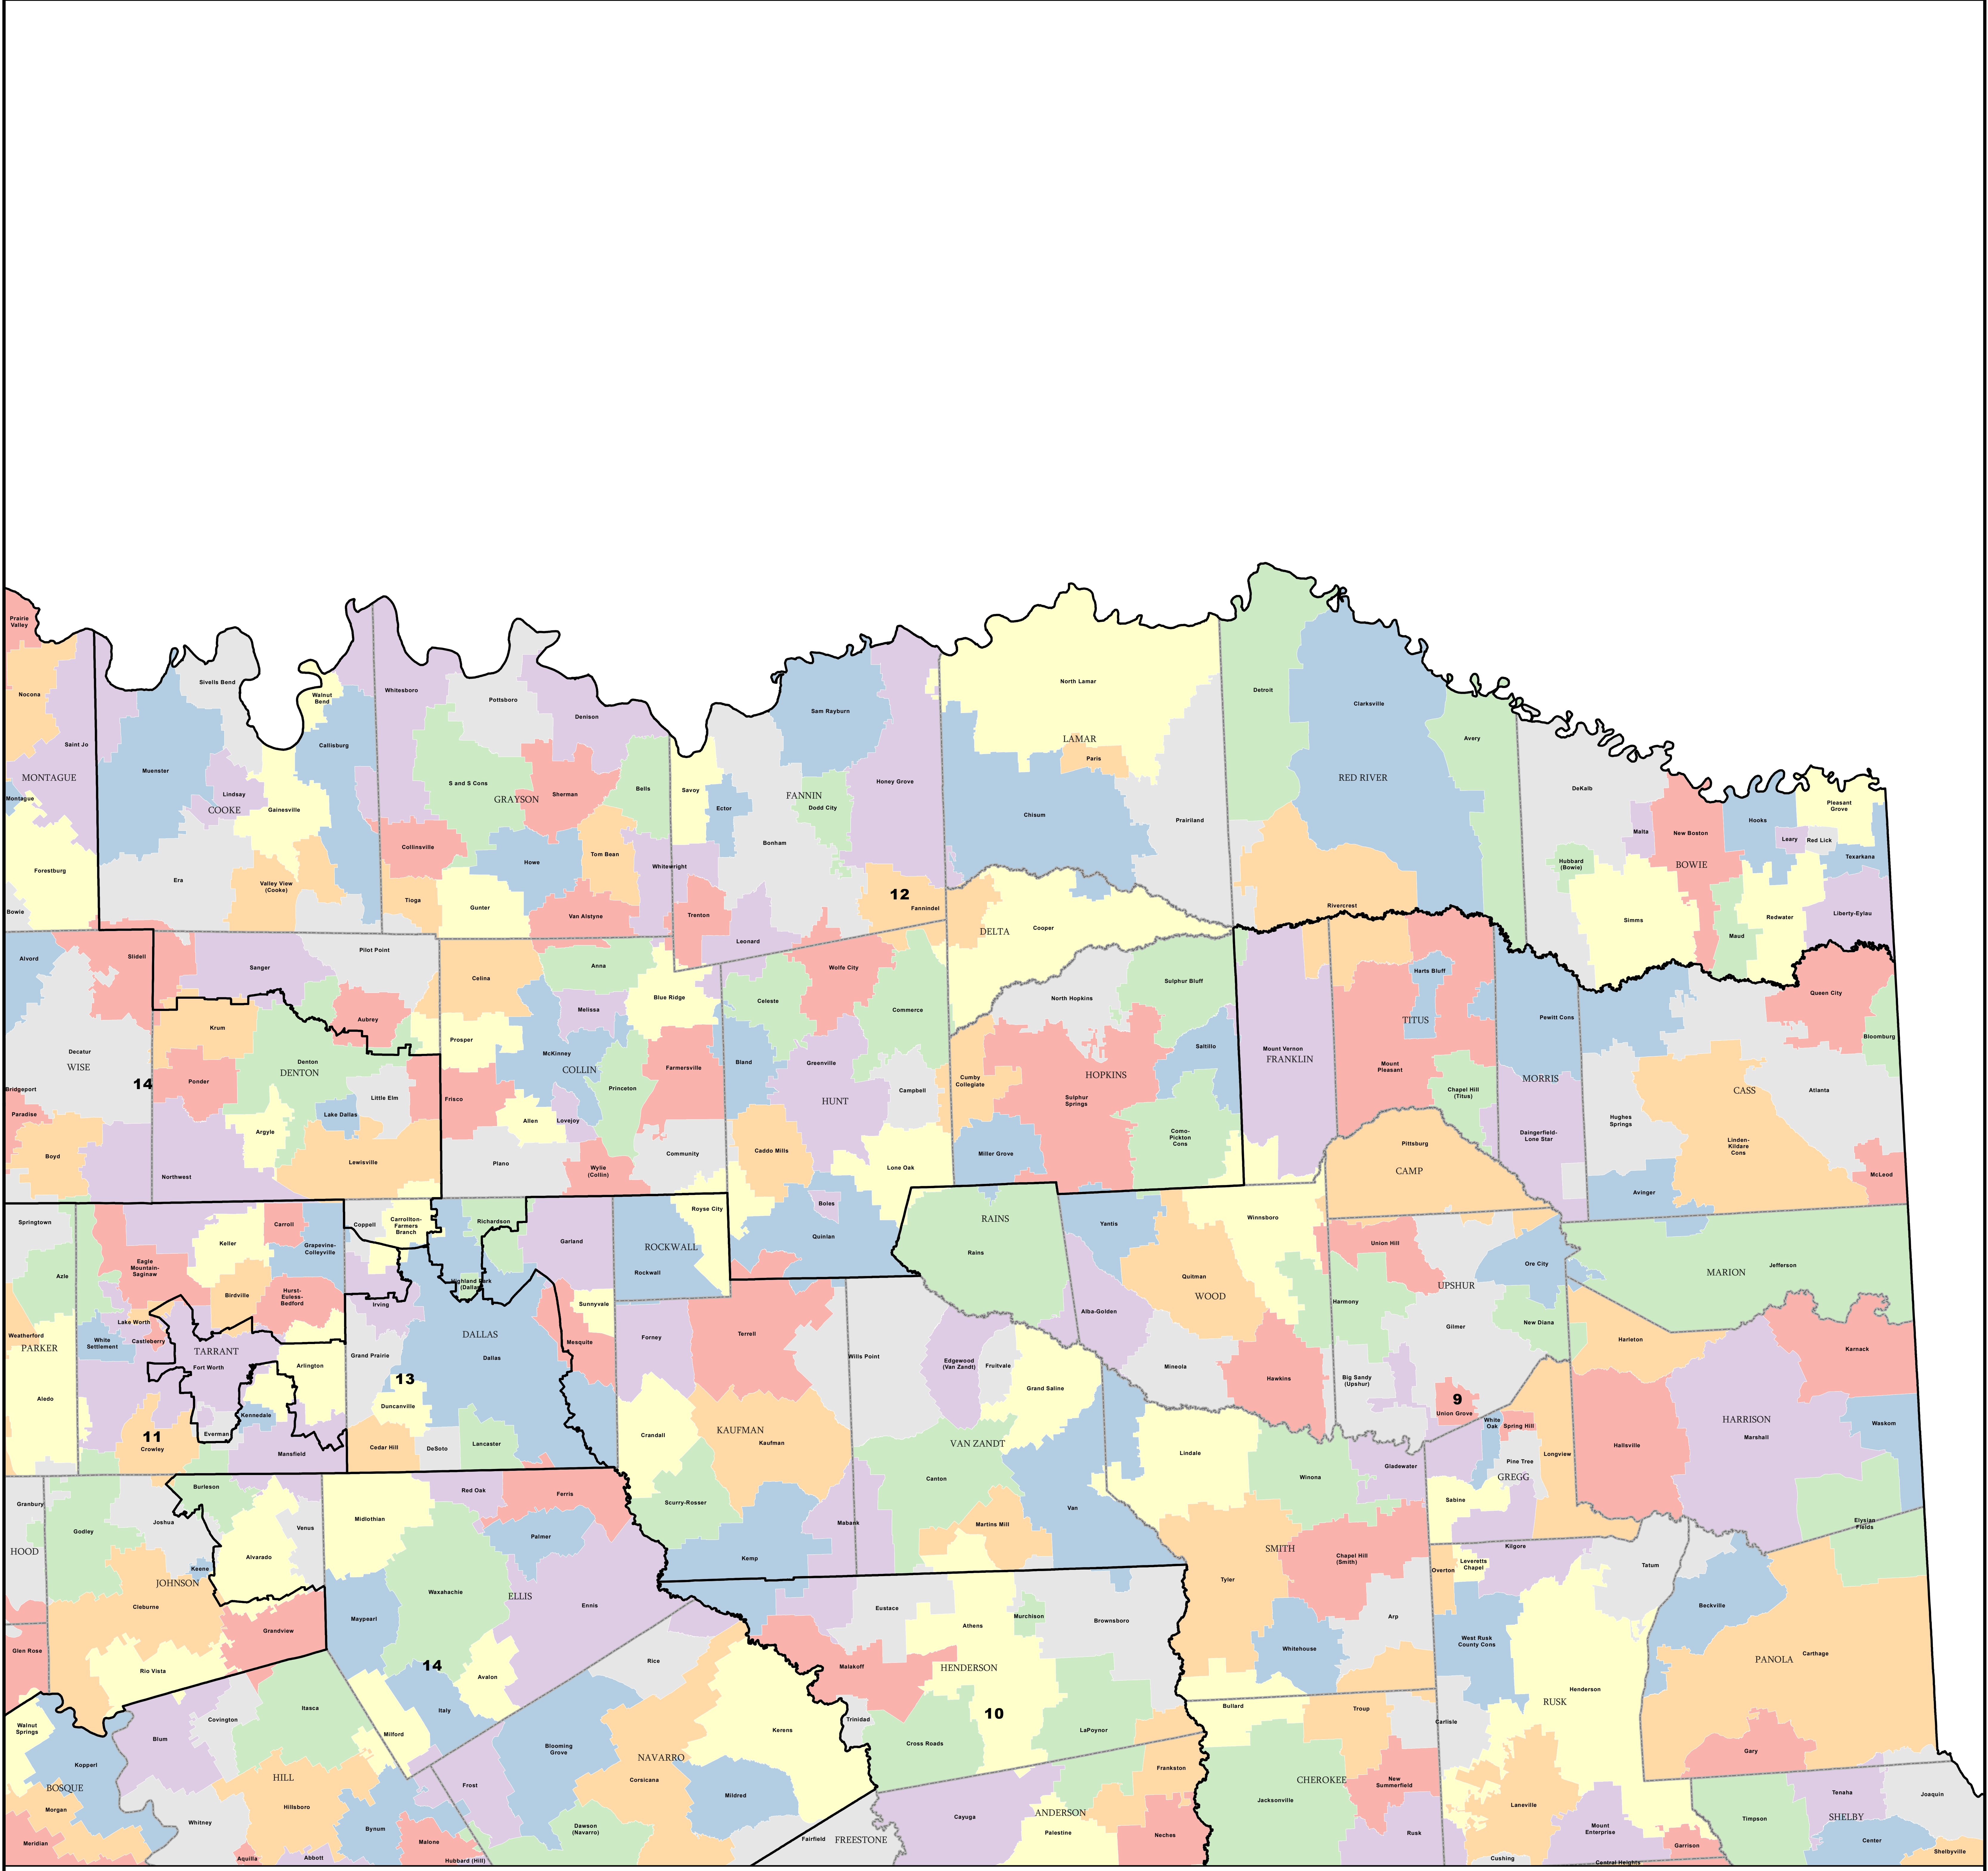 Prairie
Valley
Nocona
Saint Jo
MONTAGUE
Montague
Forestburg
Bowie
Sivells Bend
Walnut
Bend
Muenster
Callisburg
Lindsay
COOKE
Gainesville
Era
Valley View
(Cooke)
Whitesboro
Pottsboro
Denison
S and S Cons
GRAYSON
Sherman
Bells
Collinsville
Howe
Tom Bean
Whitewright
Tioga
Gunter
Van Alstyne
Savoy
Ector
Sam Rayburn
FANNIN
Dodd City
Honey Grove
Bonham
12
Fannindel
Trenton
Leonard
North Lamar
LAMAR
Paris
Chisum
Prairiland
DELTA
Cooper
Detroit
Clarksville
Avery
RED RIVER
Rivercrest
DeKalb
Malta
New Boston
Hooks
Pleasant
Grove
Leary
Red Lick
Texarkana
BOWIE
Hubbard
(Bowie)
Simms
Maud
Redwater
Liberty-Eylau
Alvord
Slidell
Decatur
WISE
14
Bridgeport
Paradise
Boyd
Northwest
Sanger
Pilot Point
Krum
Aubrey
Denton
DENTON
Ponder
Little Elm
Lake Dallas
Argyle
Lewisville
Celina
Anna
Blue Ridge
Melissa
Prosper
McKinney
COLLIN
Farmersville
Princeton
Frisco
Allen
Lovejoy
Plano
Wylie
(Collin)
Community
Wolfe City
Celeste
Commerce
Bland
Greenville
Campbell
HUNT
Caddo Mills
Lone Oak
Boles
Quinlan
North Hopkins
Sulphur Bluff
Saltillo
Cumby
Collegiate
HOPKINS
Sulphur
Springs
Como-
Pickton
Cons
Miller Grove
Mount Vernon
FRANKLIN
Harts Bluff
TITUS
Mount
Pleasant
Chapel Hill
(Titus)
Pewitt Cons
MORRIS
Daingerfield-
Lone Star
Pittsburg
CAMP
Queen City
Bloomburg
CASS
Atlanta
Hughes
Springs
Linden-
Kildare
Cons
Avinger
McLeod
Springtown
Azle
Weatherford
PARKER
Aledo
Eagle
Mountain-
Saginaw
Keller
Carroll
Grapevine-
Colleyville
Birdville
Hurst-
Euless-
Bedford
Lake Worth
Castleberry
White
Settlement
TARRANT
Fort Worth
Arlington
Kennedale
Everman
11
Crowley
Mansfield
Coppell
Carrollton-
Farmers
Branch
Richardson
Garland
Highland Park
(Dallas)
Irving
Sunnyvale
DALLAS
Mesquite
Grand Prairie
Dallas
13
Duncanville
Cedar Hill
DeSoto
Lancaster
Royse City
ROCKWALL
Rockwall
Forney
Terrell
Wills Point
Crandall
KAUFMAN
Kaufman
Scurry-Rosser
Mabank
Kemp
RAINS
Rains
Edgewood
(Van Zandt)
Fruitvale
Grand Saline
VAN ZANDT
Canton
Martins Mill
Van
Yantis
Winnsboro
Quitman
WOOD
Alba-Golden
Mineola
Hawkins
Union Hill
Ore City
UPSHUR
Harmony
Gilmer
New Diana
Big Sandy
(Upshur)
9
Union Grove
MARION
Jefferson
Harleton
Karnack
HARRISON
Marshall
Hallsville
Waskom
Elysian
Fields
White
Oak
Spring Hill
Longview
Pine Tree
GREGG
Sabine
Gladewater
Lindale
Winona
SMITH
Chapel Hill
(Smith)
Tyler
Arp
Whitehouse
Kilgore
Leveretts
Chapel
Overton
Tatum
West Rusk
County Cons
Henderson
RUSK
Carlisle
Laneville
Mount
Enterprise
Garrison
Cushing
Central Heights
Beckville
PANOLA
Carthage
Gary
Tenaha
Joaquin
SHELBY
Timpson
Center
Shelbyville
Granbury
HOOD
Glen Rose
Godley
Joshua
Burleson
Venus
Alvarado
Keene
JOHNSON
Cleburne
Grandview
Rio Vista
Midlothian
Red Oak
Ferris
Palmer
Waxahachie
ELLIS
Ennis
Maypearl
14
Avalon
Italy
Milford
Eustace
Athens
Murchison
Brownsboro
Malakoff
HENDERSON
Trinidad
10
Cross Roads
LaPoynor
Rice
Kerens
Blooming
Grove
NAVARRO
Corsicana
Mildred
Frost
Dawson
(Navarro)
Fairfield
FREESTONE
Cayuga
ANDERSON
Palestine
Frankston
Neches
Bullard
Troup
CHEROKEE
New
Summerfield
Jacksonville
Rusk
Walnut
Springs
Kopperl
BOSQUE
Morgan
Meridian
Blum
Covington
Itasca
HILL
Hillsboro
Whitney
Bynum
Malone
Aquilla
Abbott
Hubbard (Hill)